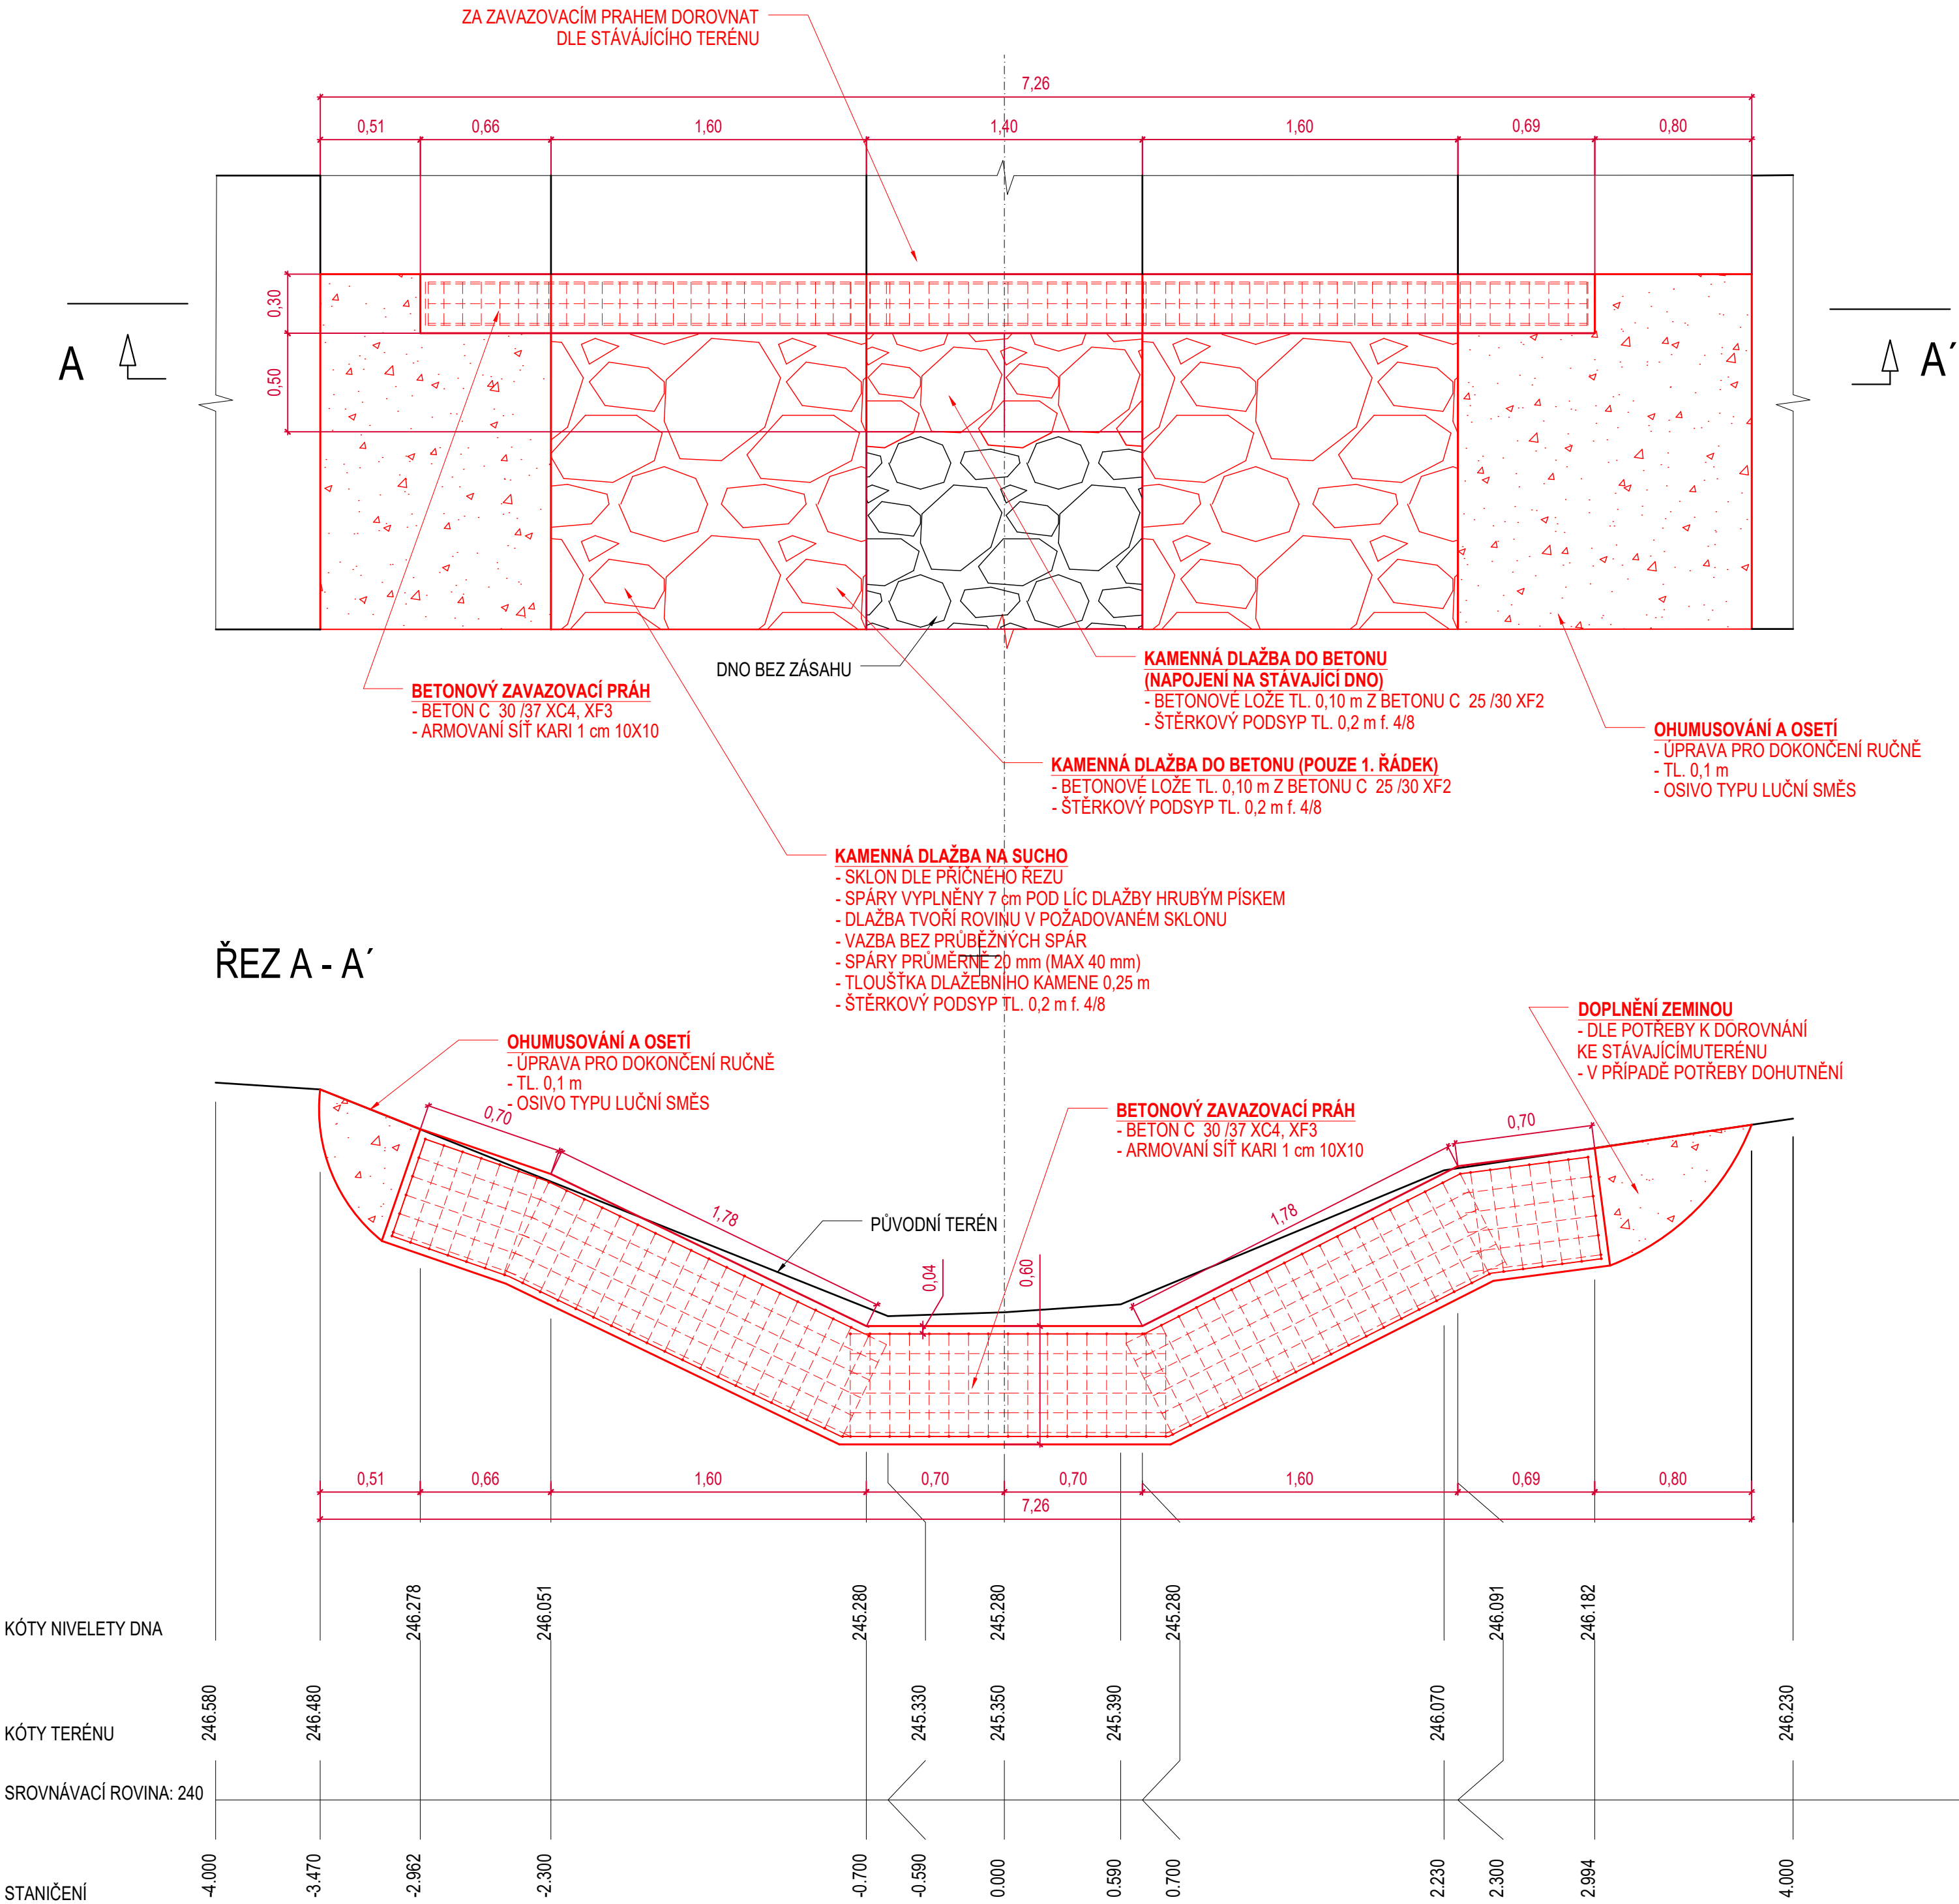 ZA ZAVAZOVACÍM PRAHEM DOROVNAT
DLE STÁVÁJÍCÍHO TERÉNU
7,26
0,51
0,66
1,60
1,40
1,60
0,69
0,80
0,30
0,50
A
A´
DNO BEZ ZÁSAHU
BETONOVÝ ZAVAZOVACÍ PRÁH
- BETON C 30 /37 XC4, XF3
- ARMOVANÍ SÍŤ KARI 1 cm 10X10
KAMENNÁ DLAŽBA DO BETONU
(NAPOJENÍ NA STÁVAJÍCÍ DNO)
- BETONOVÉ LOŽE TL. 0,10 m Z BETONU C 25 /30 XF2
- ŠTĚRKOVÝ PODSYP TL. 0,2 m f. 4/8
OHUMUSOVÁNÍ A OSETÍ
- ÚPRAVA PRO DOKONČENÍ RUČNĚ
- TL. 0,1 m
- OSIVO TYPU LUČNÍ SMĚS
KAMENNÁ DLAŽBA DO BETONU (POUZE 1. ŘÁDEK)
- BETONOVÉ LOŽE TL. 0,10 m Z BETONU C 25 /30 XF2
- ŠTĚRKOVÝ PODSYP TL. 0,2 m f. 4/8
KAMENNÁ DLAŽBA NA SUCHO
- SKLON DLE PŘÍČNÉHO ŘEZU
- SPÁRY VYPLNĚNY 7 cm POD LÍC DLAŽBY HRUBÝM PÍSKEM
- DLAŽBA TVOŘÍ ROVINU V POŽADOVANÉM SKLONU
- VAZBA BEZ PRŮBĚŽNÝCH SPÁR
- SPÁRY PRŮMĚRNĚ 20 mm (MAX 40 mm)
- TLOUŠŤKA DLAŽEBNÍHO KAMENE 0,25 m
- ŠTĚRKOVÝ PODSYP TL. 0,2 m f. 4/8
ŘEZ A - A´
OHUMUSOVÁNÍ A OSETÍ
- ÚPRAVA PRO DOKONČENÍ RUČNĚ
- TL. 0,1 m
- OSIVO TYPU LUČNÍ SMĚS
DOPLNĚNÍ ZEMINOU
- DLE POTŘEBY K DOROVNÁNÍ
KE STÁVAJÍCÍMUTERÉNU
- V PŘÍPADĚ POTŘEBY DOHUTNĚNÍ
BETONOVÝ ZAVAZOVACÍ PRÁH
- BETON C 30 /37 XC4, XF3
- ARMOVANÍ SÍŤ KARI 1 cm 10X10
0,70
1,78
PŮVODNÍ TERÉN
0,04
0,60
1,78
0,70
0,51
0,66
1,60
0,70
0,70
1,60
0,69
0,80
7,26
KÓTY NIVELETY DNA
246.278
246.051
245.280
245.280
245.280
246.091
246.182
KÓTY TERÉNU
246.580
246.480
245.330
245.350
245.390
246.070
246.230
SROVNÁVACÍ ROVINA: 240
STANIČENÍ
-4.000
-3.470
-2.962
-2.300
-0.700
-0.590
0.000
0.590
0.700
2.230
2.300
2.994
4.000